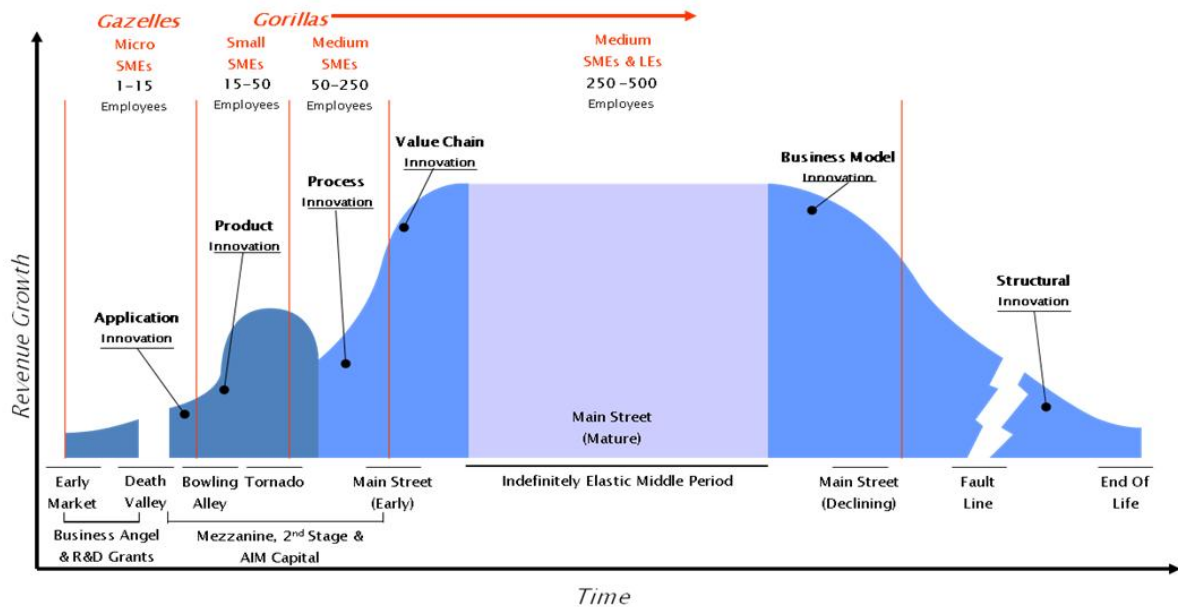 Gazelles
Micro
SMEs
1-15
Employees
Gorillas
Small
SMEs
15-50
Employees
Medium
SMEs
50-250
Employees
Medium
SMEs & LEs
250-500
Employees
Revenue Growth
Application
Innovation
Product
Innovation
Process
Innovation
Value Chain
Innovation
Business Model
Innovation
Structural
Innovation
Main Street
(Mature)
Early
Market
Death
Valley
Bowling
Alley
Tornado
Main Street
(Early)
Indefinitely Elastic Middle Period
Main Street
(Declining)
Fault
Line
End Of
Life
Business Angel
& R&D Grants
Mezzanine, 2nd Stage &
AIM Capital
Time